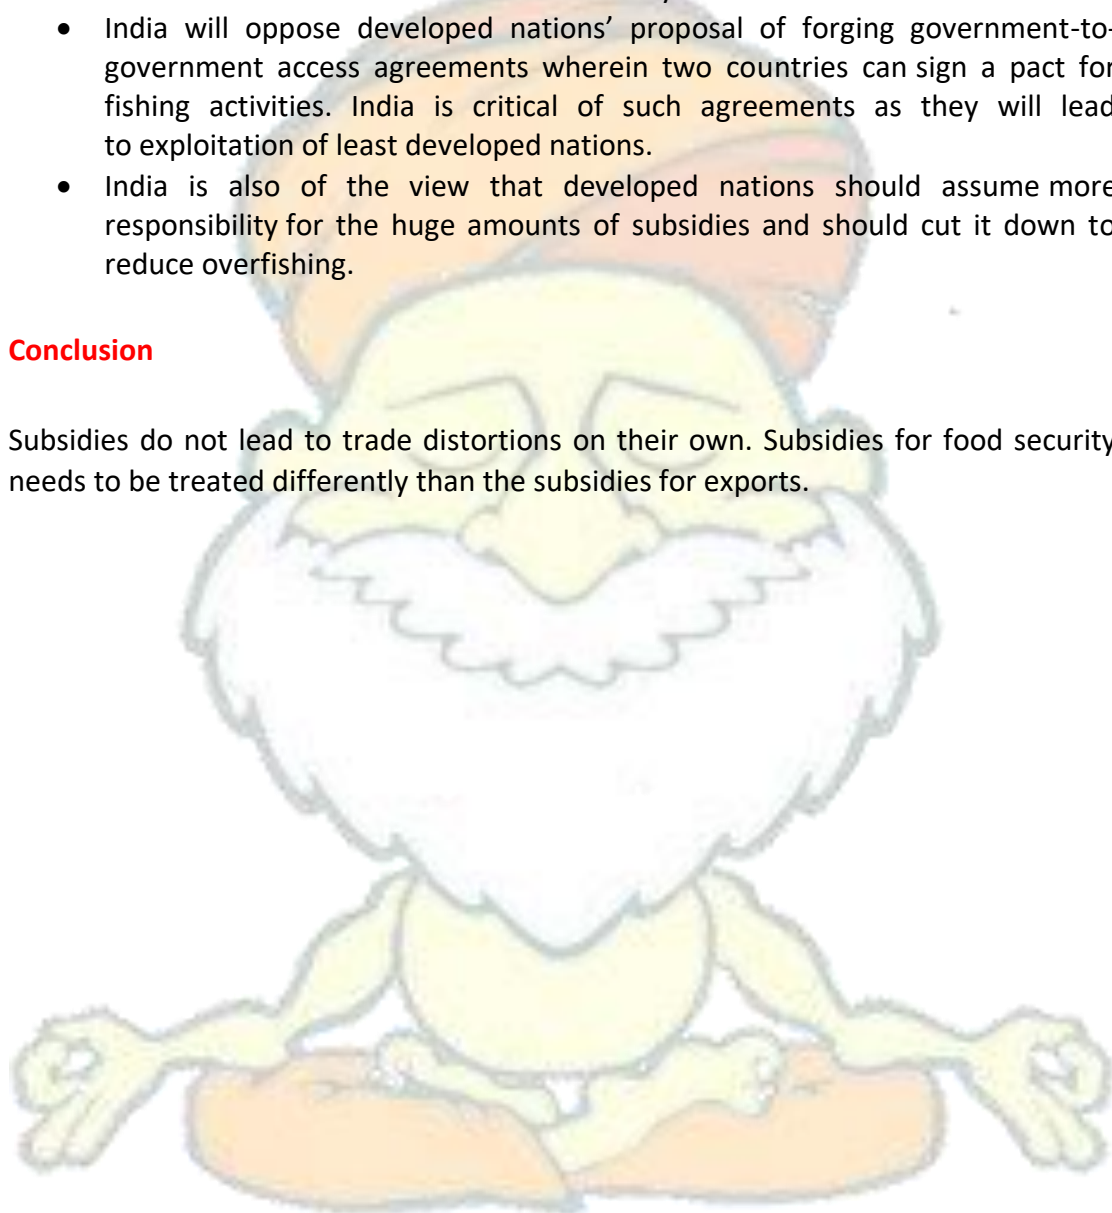 • India will oppose developed nations’ proposal of forging government-to-
government access agreements wherein two countries can sign a pact for
fishing activities. India is critical of such agreements as they will lead
to exploitation of least developed nations.
• India is also of the view that developed nations should assume more
responsibility for the huge amounts of subsidies and should cut it down to
reduce overfishing.
Conclusion
Subsidies do not lead to trade distortions on their own. Subsidies for food security
needs to be treated differently than the subsidies for exports.